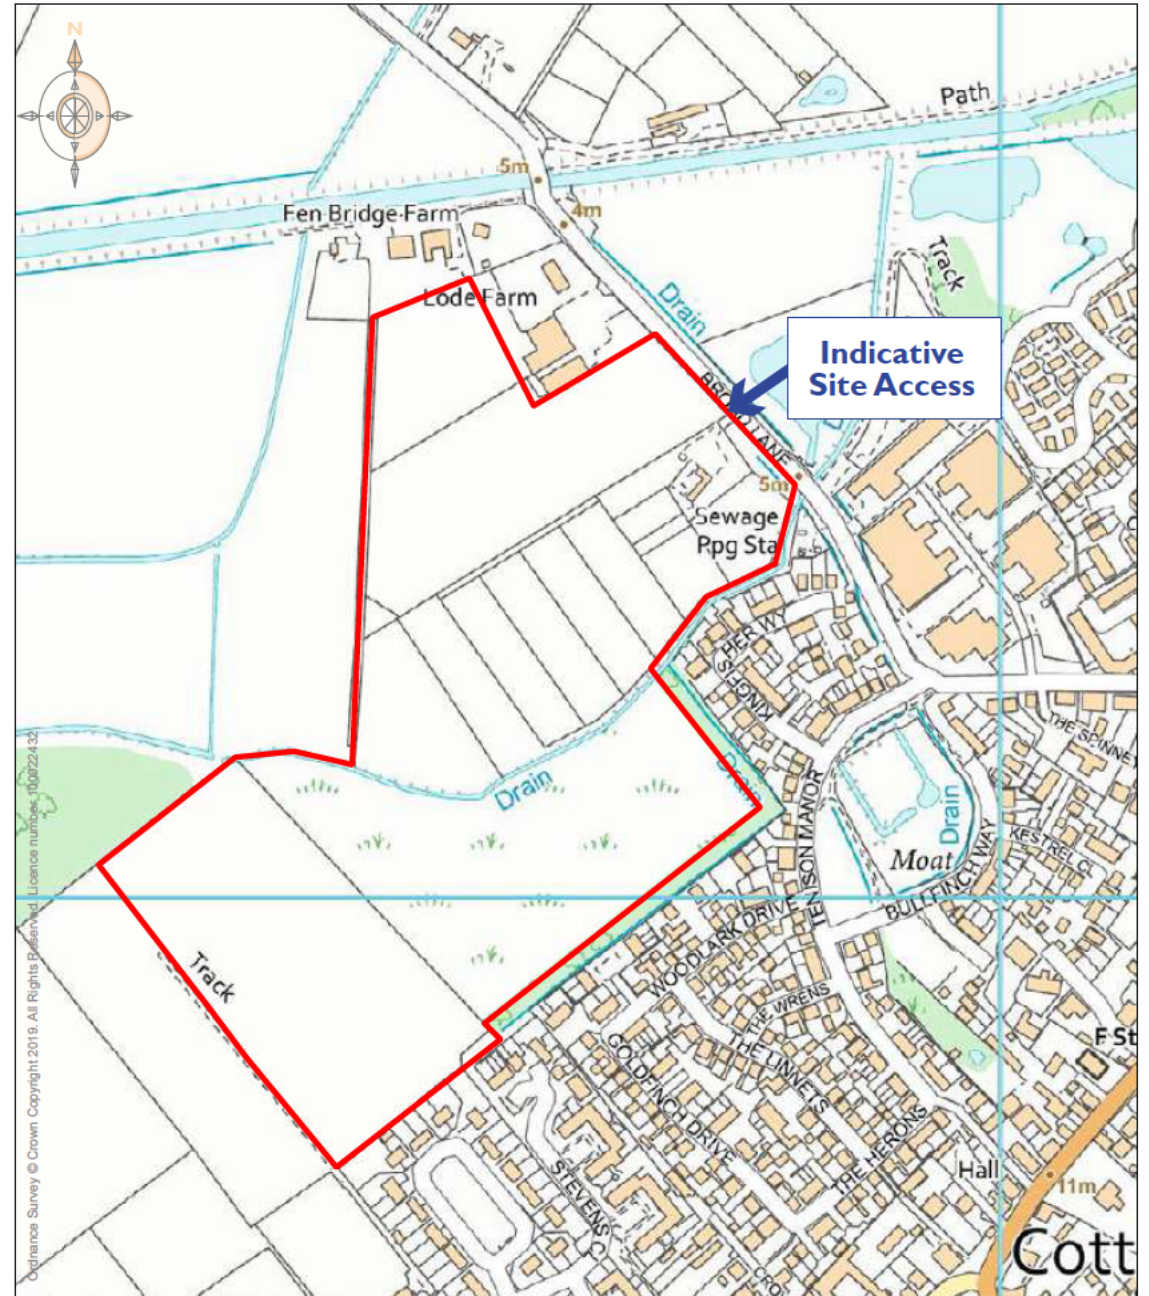 N
Path
5m
Fen Bridge Farm
4m
Track
Lode Farm
Drain
Indicative
Site Access
BROAD LANE
5m
Sewage
Ppg Sta
KINGFISHER WY
THE SPINNEY
Drain
Drain
TENISON MANOR
Drain
KESTREL CL
Moat
BULLFINCH WAY
WOODLARK DRIVE
Track
THE WRENS
F St
GOLDFINCH DRIVE
THE LINNETS
THE HERONS
Hall
11m
STEVENS C
Cott
CRO
Ordnance Survey © Crown Copyright 2019. All Rights Reserved. Licence number 100022432